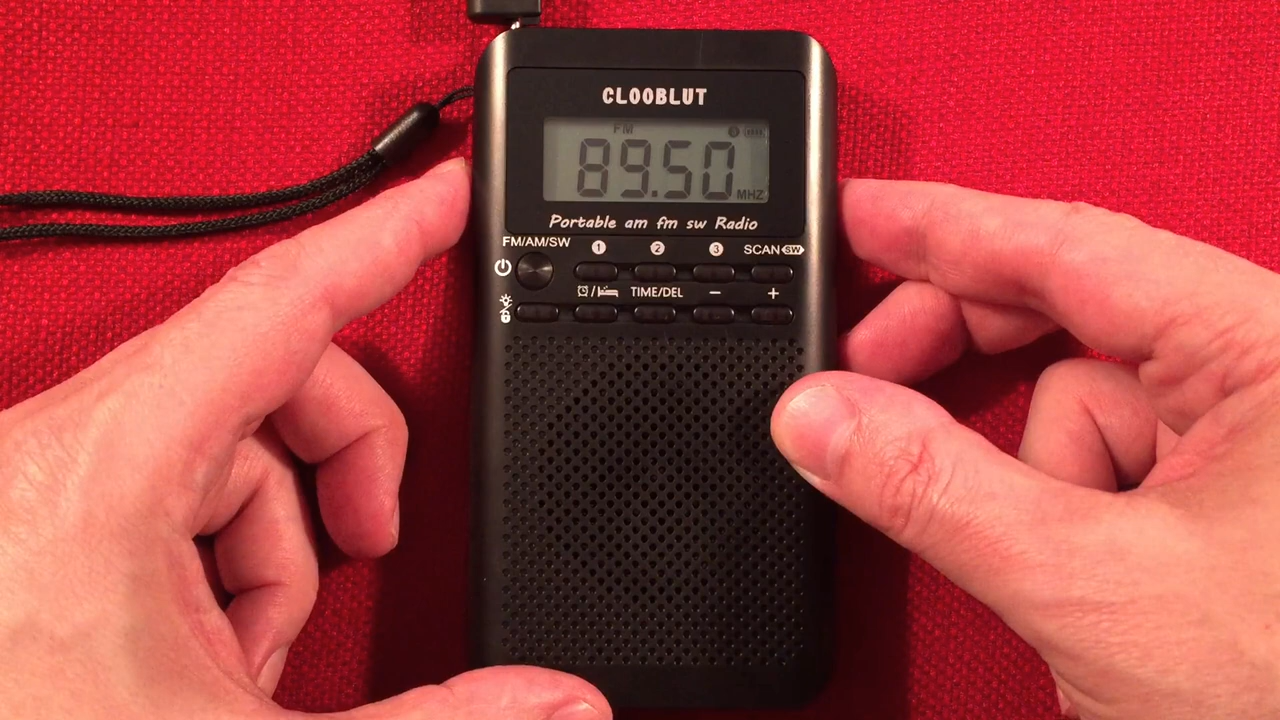 CLOOBLUT
FM
89.50 MHZ
Portable am fm sw Radio
FM/AM/SW 1 2 3 SCAN SW
TIME/DEL − +